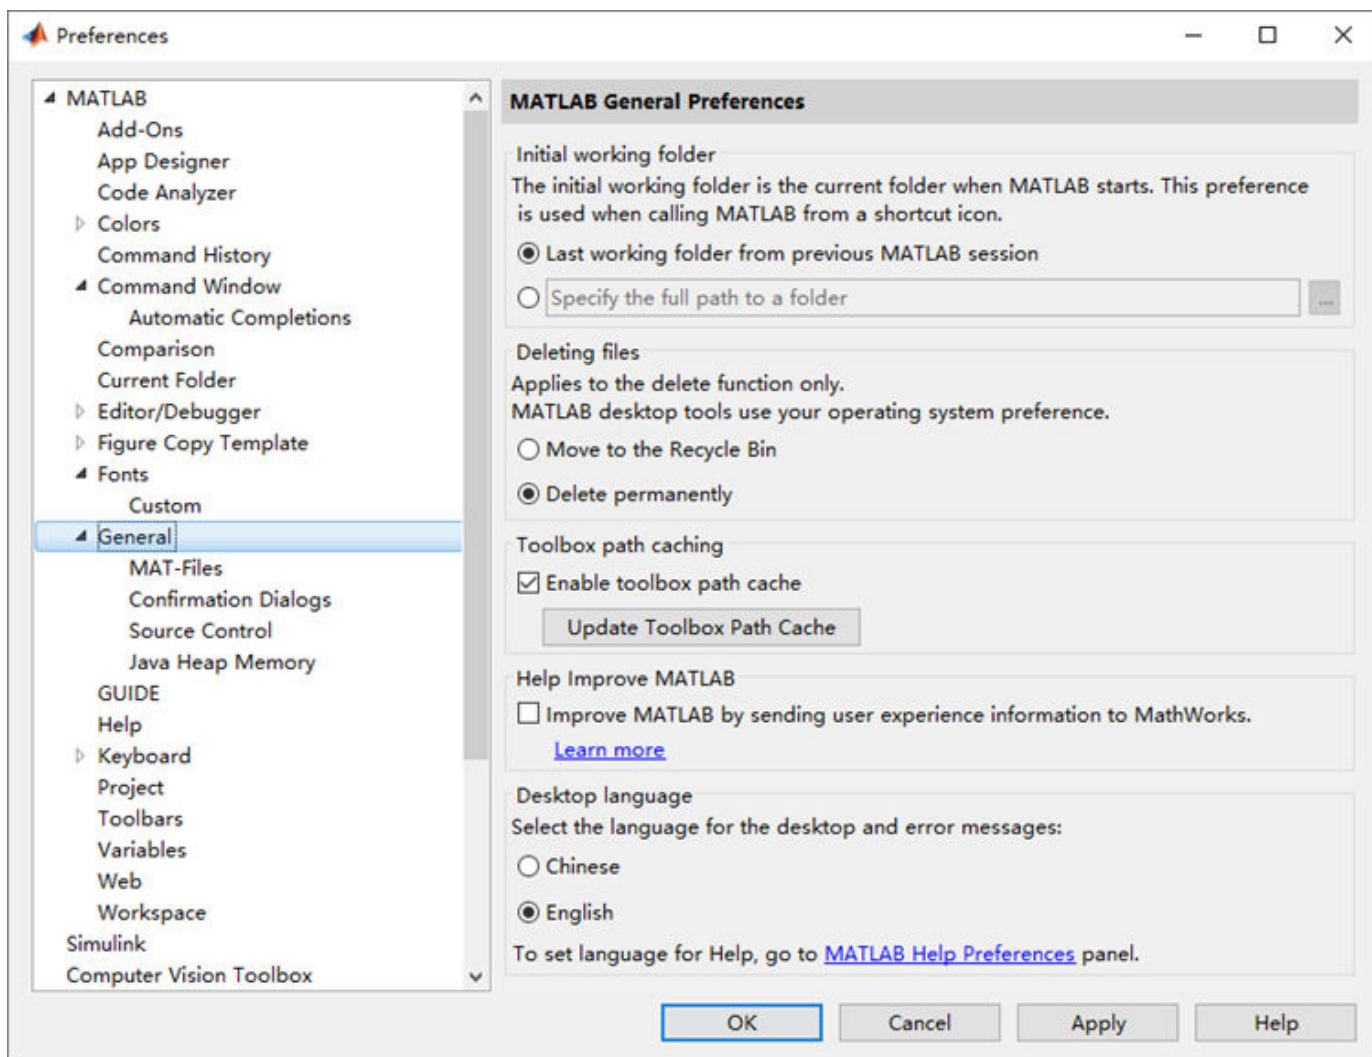 Preferences
MATLAB
Add-Ons
App Designer
Code Analyzer
Colors
Command History
Command Window
Automatic Completions
Comparison
Current Folder
Editor/Debugger
Figure Copy Template
Fonts
Custom
General
MAT-Files
Confirmation Dialogs
Source Control
Java Heap Memory
GUIDE
Help
Keyboard
Project
Toolbars
Variables
Web
Workspace
Simulink
Computer Vision Toolbox
MATLAB General Preferences
Initial working folder
The initial working folder is the current folder when MATLAB starts. This preference
is used when calling MATLAB from a shortcut icon.
Last working folder from previous MATLAB session
Specify the full path to a folder
...
Deleting files
Applies to the delete function only.
MATLAB desktop tools use your operating system preference.
Move to the Recycle Bin
Delete permanently
Toolbox path caching
Enable toolbox path cache
Update Toolbox Path Cache
Help Improve MATLAB
Improve MATLAB by sending user experience information to MathWorks.
Learn more
Desktop language
Select the language for the desktop and error messages:
Chinese
English
To set language for Help, go to MATLAB Help Preferences panel.
OK
Cancel
Apply
Help